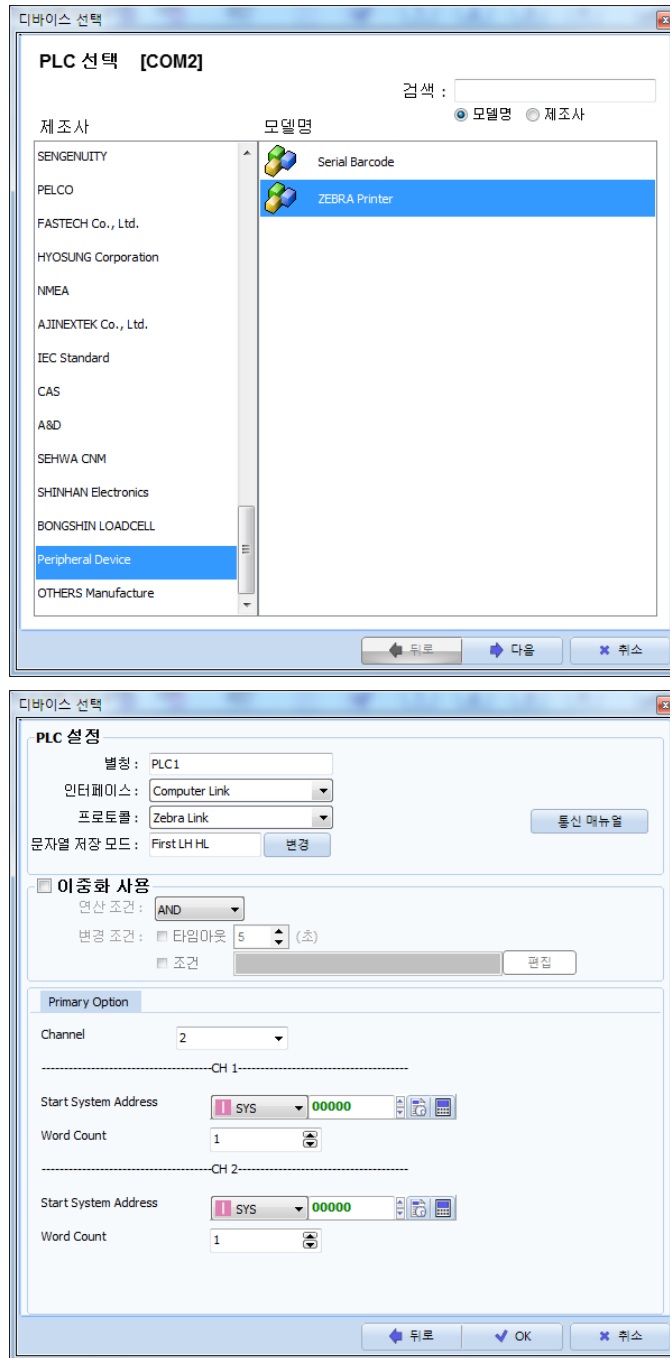 디바이스 선택
PLC 선택 [COM2]
검색 :
모델명 제조사
제조사 모델명
SENGENUITY
Serial Barcode
PELCO
ZEBRA Printer
FASTECH Co., Ltd.
HYOSUNG Corporation
NMEA
AJINEXTEK Co., Ltd.
IEC Standard
CAS
A&D
SEHWA CNM
SHINHAN Electronics
BONGSHIN LOADCELL
Peripheral Device
OTHERS Manufacture
뒤로 다음 취소
디바이스 선택
PLC 설정
별칭 : PLC1
인터페이스 : Computer Link
프로토콜 : Zebra Link 통신 매뉴얼
문자열 저장 모드 : First LH HL 변경
이중화 사용
연산 조건 : AND
변경 조건 : 타임아웃 5 (초)
조건 편집
Primary Option
Channel 2
CH 1
Start System Address SYS 00000
Word Count 1
CH 2
Start System Address SYS 00000
Word Count 1
뒤로 OK 취소